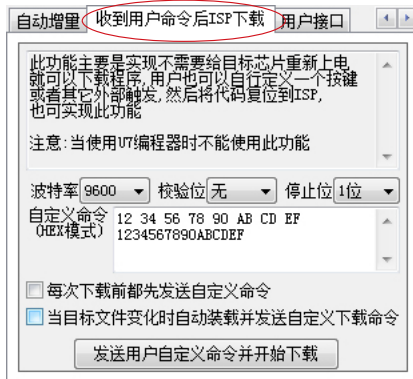 自动增量 收到用户命令后ISP下载 用户接口
此功能主要是实现不需要给目标芯片重新上电
就可以下载程序,用户也可以自行定义一个按键
或者其它外部触发,然后将代码复位到ISP,
也可实现此功能
注意:当使用U7编程器时不能使用此功能
波特率 9600 校验位 无 停止位 1位
自定义命令 12 34 56 78 90 AB CD EF
(HEX模式) 1234567890ABCDEF
每次下载前都先发送自定义命令
当目标文件变化时自动装载并发送自定义下载命令
发送用户自定义命令并开始下载